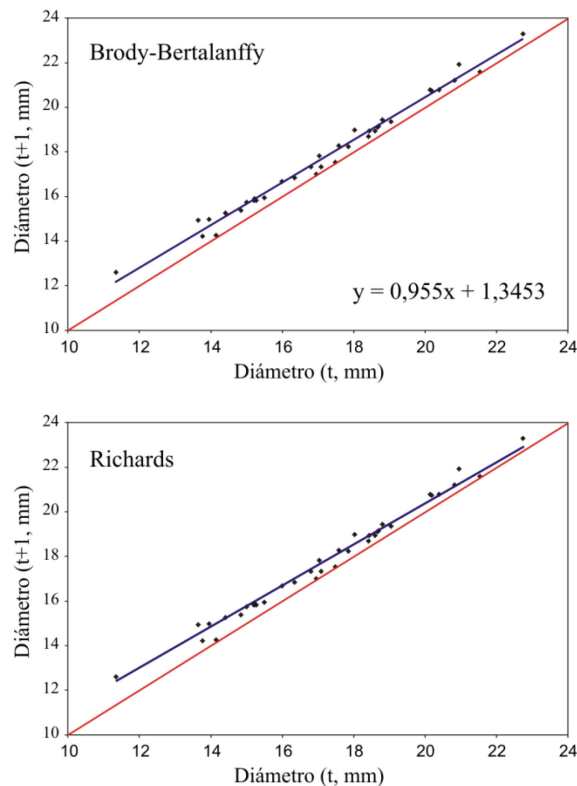 24
22
20
18
16
14
12
10
Diámetro (t+1, mm)
Brody-Bertalanffy
y = 0,955x + 1,3453
10 12 14 16 18 20 22 24
Diámetro (t, mm)
24
22
20
18
16
14
12
10
Diámetro (t+1, mm)
Richards
10 12 14 16 18 20 22 24
Diámetro (t, mm)